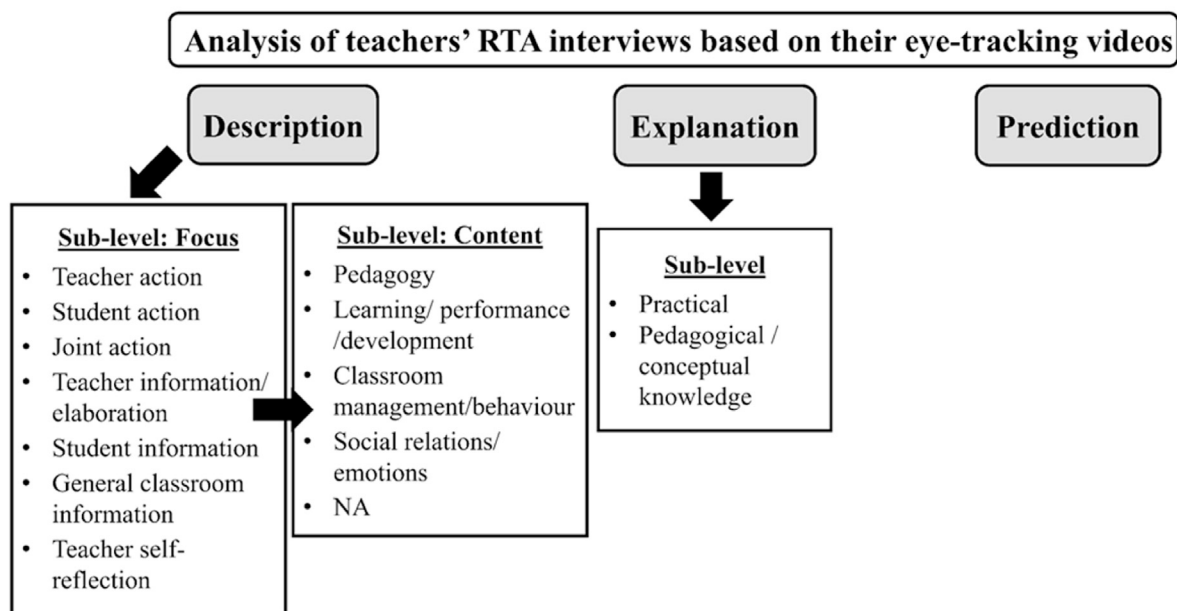 Analysis of teachers’ RTA interviews based on their eye-tracking videos
Description
Explanation
Prediction
Sub-level: Focus
• Teacher action
• Student action
• Joint action
• Teacher information/
elaboration
• Student information
• General classroom
information
• Teacher self-
reflection
Sub-level: Content
• Pedagogy
• Learning/ performance
/development
• Classroom
management/behaviour
• Social relations/
emotions
• NA
Sub-level
• Practical
• Pedagogical /
conceptual
knowledge